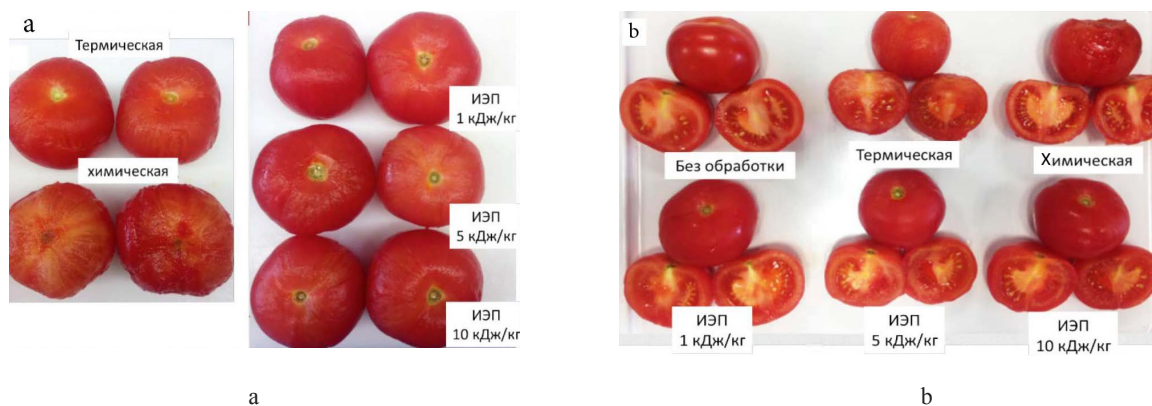 a
Термическая
химическая
ИЭП
1 кДж/кг
ИЭП
5 кДж/кг
ИЭП
10 кДж/кг
a
b
Без обработки
Термическая
Химическая
ИЭП
1 кДж/кг
ИЭП
5 кДж/кг
ИЭП
10 кДж/кг
b